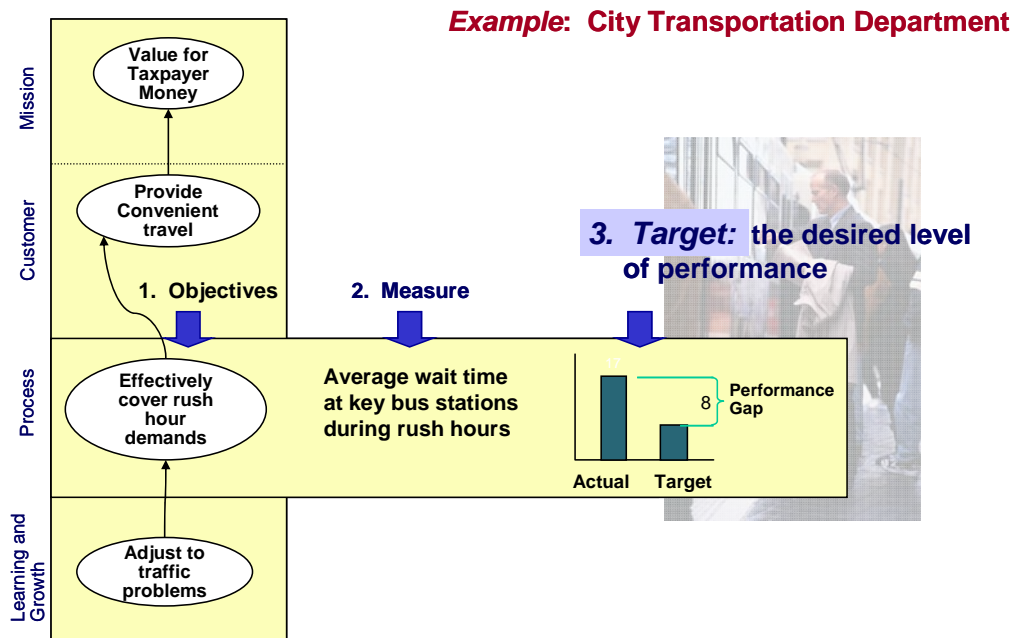 Example: City Transportation Department
Mission
Value for
Taxpayer
Money
Customer
Provide
Convenient
travel
3. Target: the desired level
of performance
1. Objectives
2. Measure
Process
Effectively
cover rush
hour
demands
Average wait time
at key bus stations
during rush hours
8
Performance
Gap
Actual
Target
Learning and
Growth
Adjust to
traffic
problems